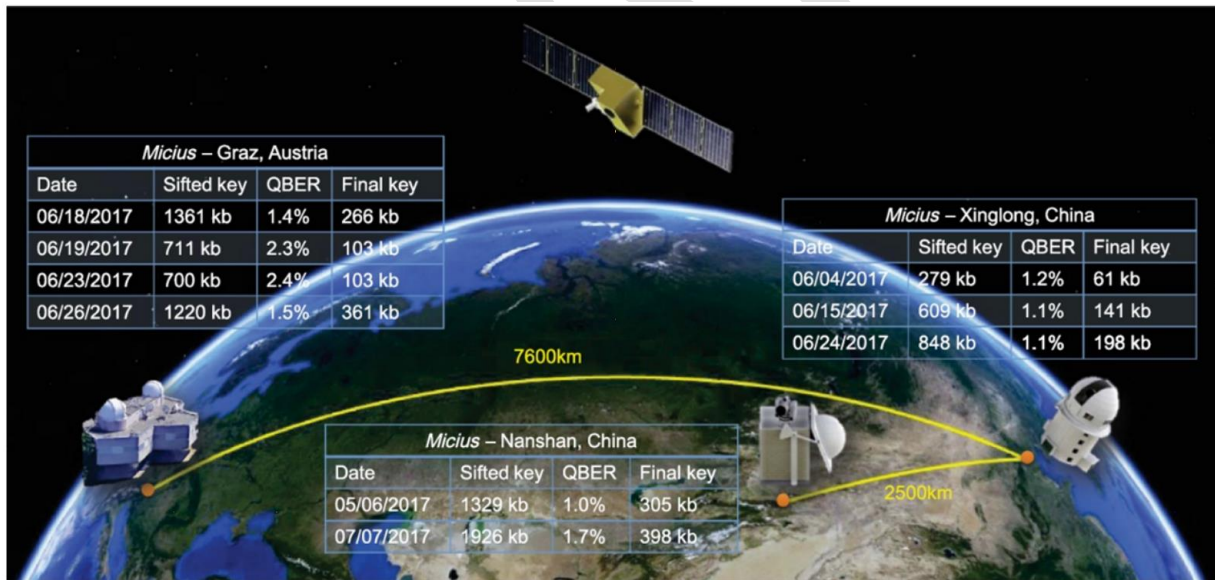 Micius – Graz, Austria
Date Sifted key QBER Final key
06/18/2017 1361 kb 1.4% 266 kb
06/19/2017 711 kb 2.3% 103 kb
06/23/2017 700 kb 2.4% 103 kb
06/26/2017 1220 kb 1.5% 361 kb
Micius – Xinglong, China
Date Sifted key QBER Final key
06/04/2017 279 kb 1.2% 61 kb
06/15/2017 609 kb 1.1% 141 kb
06/24/2017 848 kb 1.1% 198 kb
7600km
Micius – Nanshan, China
Date Sifted key QBER Final key
05/06/2017 1329 kb 1.0% 305 kb
07/07/2017 1926 kb 1.7% 398 kb
2500km